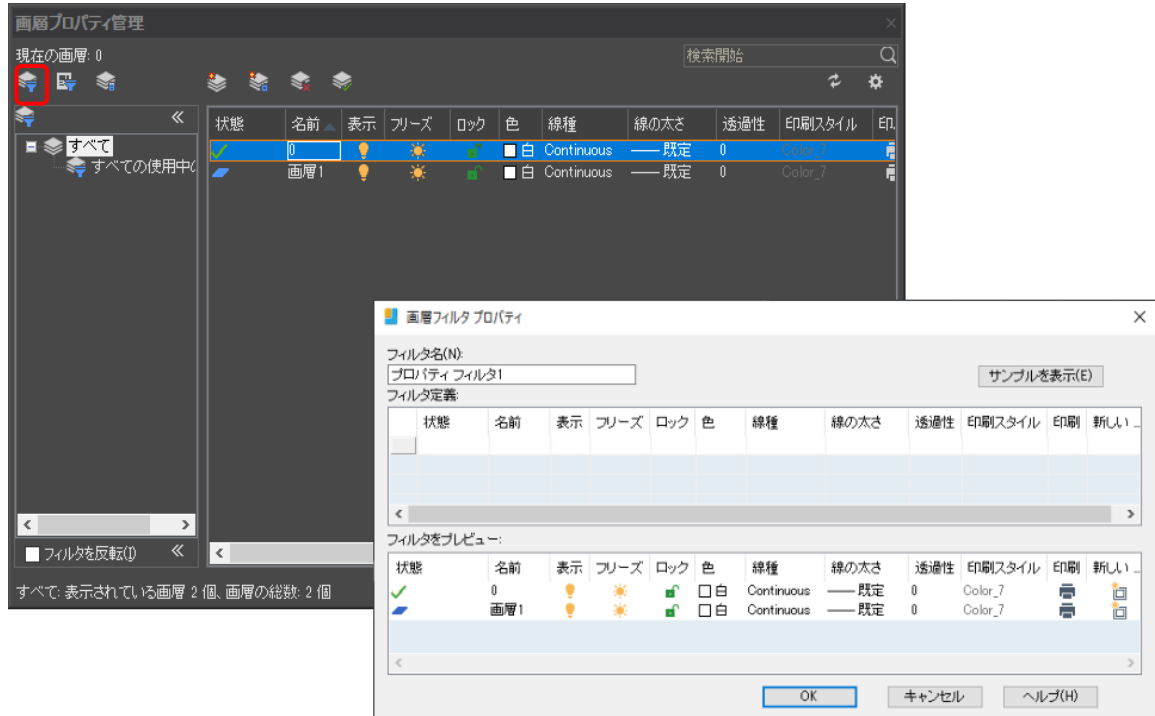 画層プロパティ管理
現在の画層: 0
検索開始
すべて
すべての使用中の
状態 名前 表示 フリーズ ロック 色 線種 線の太さ 透過性 印刷スタイル 印.
0 白 Continuous 既定 0 Color_7
画層1 白 Continuous 既定 0 Color_7
フィルタを反転(I)
すべて: 表示されている画層 2 個、画層の総数: 2 個
画層フィルタ プロパティ
フィルタ名(N):
プロパティ フィルタ1
サンプルを表示(E)
フィルタ定義:
状態 名前 表示 フリーズ ロック 色 線種 線の太さ 透過性 印刷スタイル 印刷 新しい ...
フィルタをプレビュー:
状態 名前 表示 フリーズ ロック 色 線種 線の太さ 透過性 印刷スタイル 印刷 新しい ...
0 白 Continuous 既定 0 Color_7
画層1 白 Continuous 既定 0 Color_7
OK キャンセル ヘルプ(H)